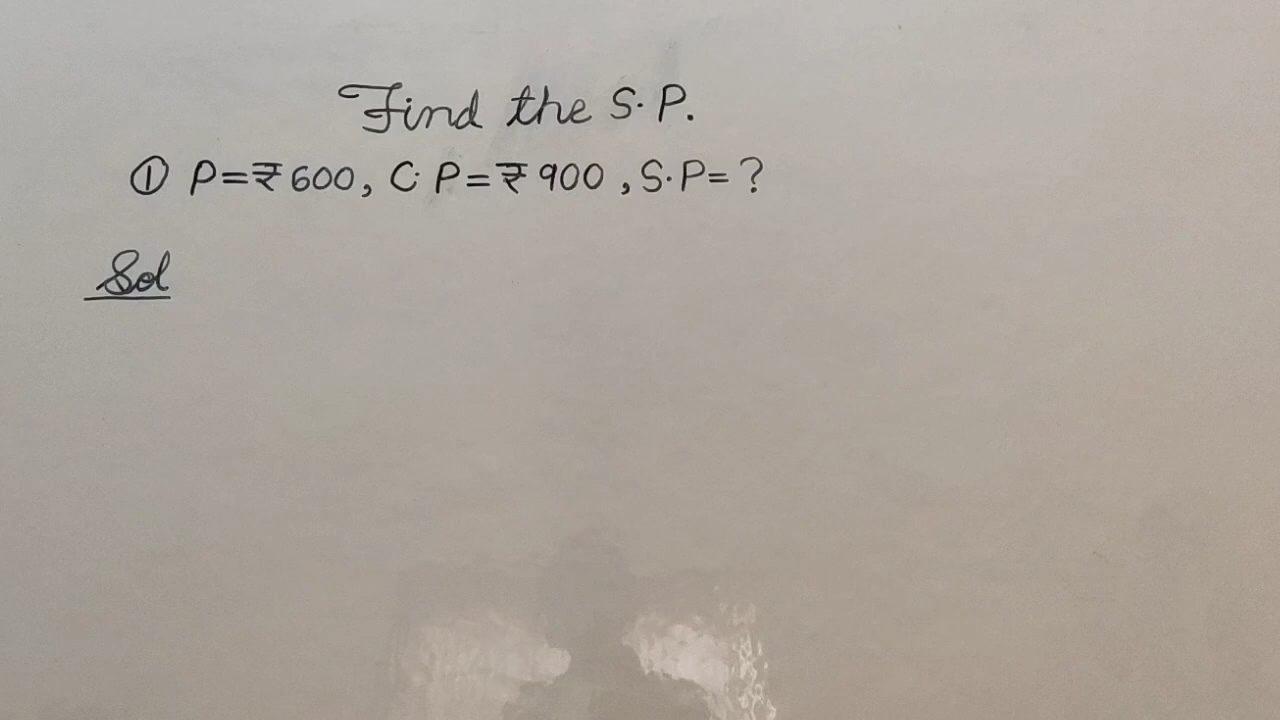 Find the S.P.
① P=₹600, C.P=₹900, S.P=?
Sol